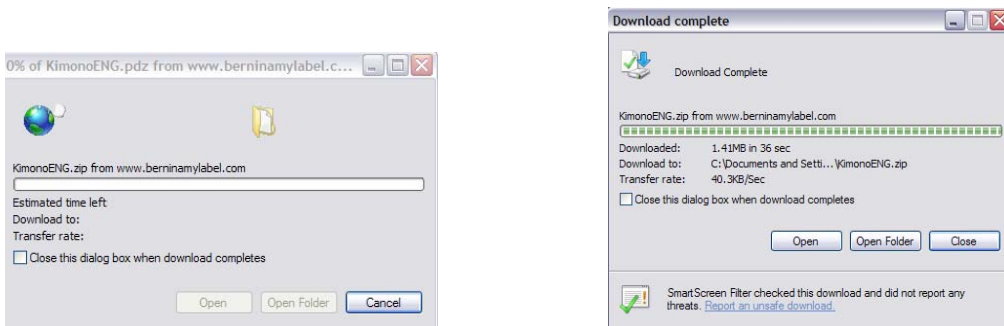 0% of KimonoENG.pdz from www.berninamylabel.c...
KimonoENG.zip from www.berninamylabel.com
Estimated time left
Download to:
Transfer rate:
Close this dialog box when download completes
Open Open Folder Cancel
Download complete
Download Complete
KimonoENG.zip from www.berninamylabel.com
Downloaded: 1.41MB in 36 sec
Download to: C:\Documents and Setti...\KimonoENG.zip
Transfer rate: 40.3KB/Sec
Close this dialog box when download completes
Open Open Folder Close
SmartScreen Filter checked this download and did not report any
threats. Report an unsafe download.